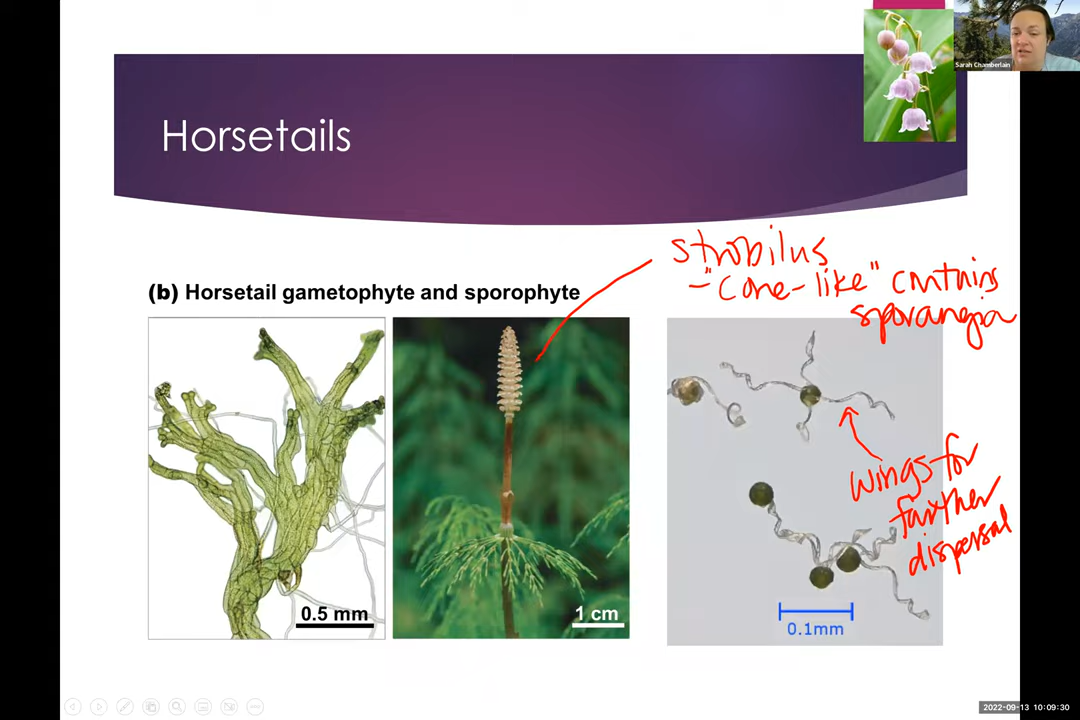 Sarah Chamberlain
Horsetails
strobilus
- "cone-like" contains
sporangia
(b) Horsetail gametophyte and sporophyte
wings for
farther
dispersal
0.5 mm
1 cm
0.1mm
2022-09-13 10:09:30